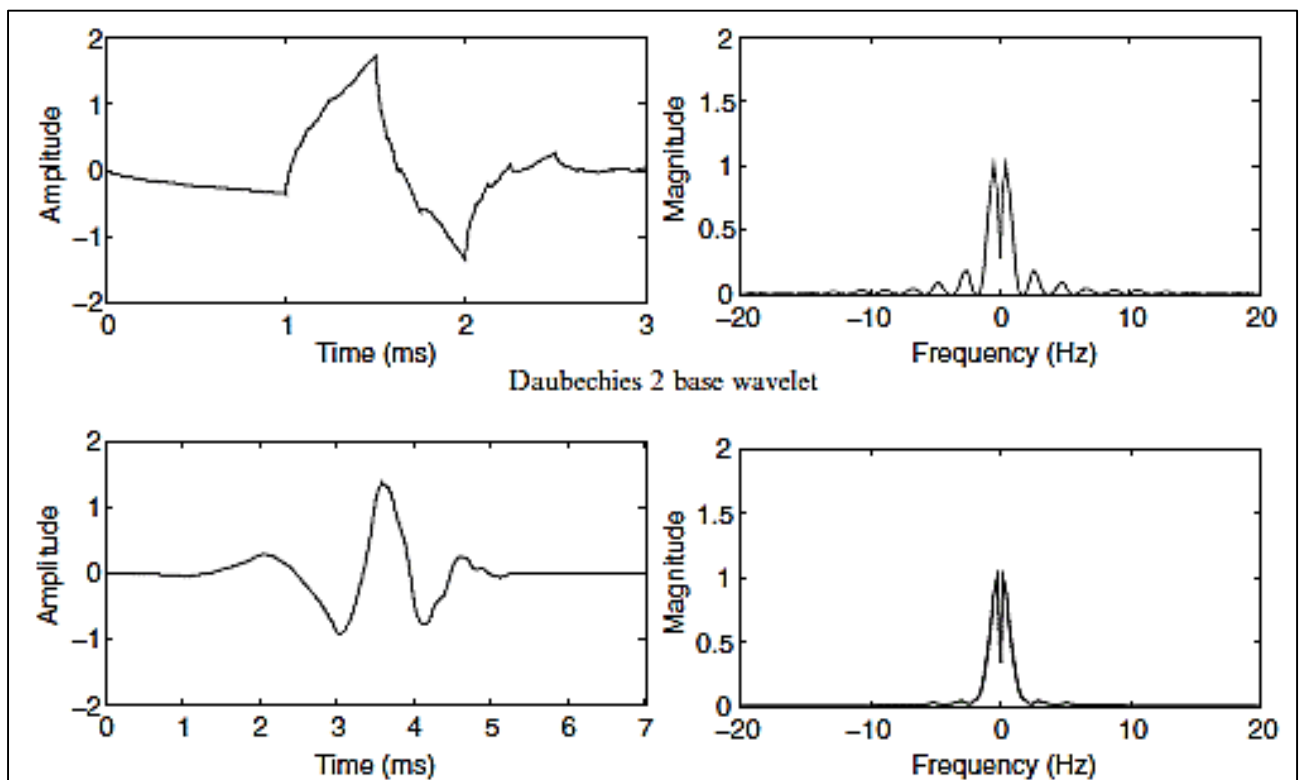 2
1
0
−1
−2
Amplitude
0 1 2 3
Time (ms)
2
1.5
1
0.5
0
Magnitude
−20 −10 0 10 20
Frequency (Hz)
Daubechies 2 base wavelet
2
1
0
−1
−2
Amplitude
0 1 2 3 4 5 6 7
Time (ms)
2
1.5
1
0.5
0
Magnitude
−20 −10 0 10 20
Frequency (Hz)